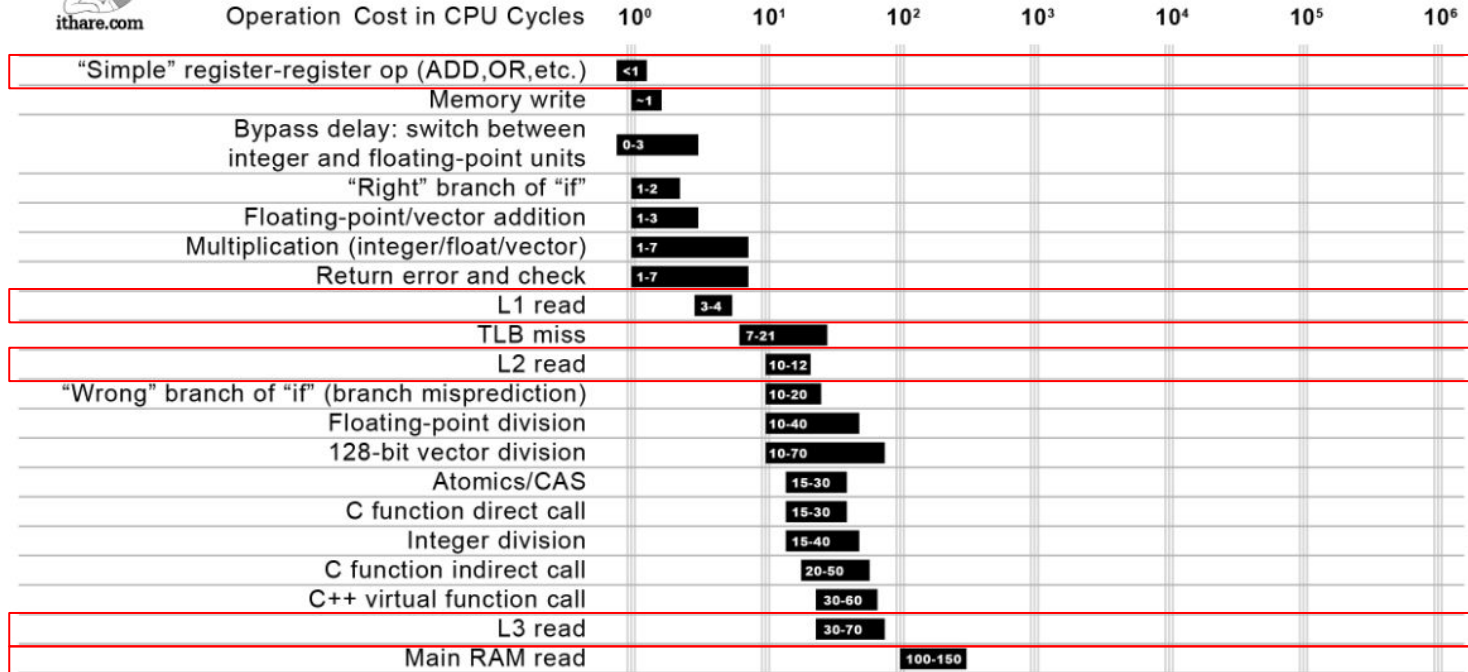 ithare.com
Operation Cost in CPU Cycles 10⁰ 10¹ 10² 10³ 10⁴ 10⁵ 10⁶
“Simple” register-register op (ADD,OR,etc.) <1
Memory write ~1
Bypass delay: switch between
integer and floating-point units 0-3
“Right” branch of “if” 1-2
Floating-point/vector addition 1-3
Multiplication (integer/float/vector) 1-7
Return error and check 1-7
L1 read 3-4
TLB miss 7-21
L2 read 10-12
“Wrong” branch of “if” (branch misprediction) 10-20
Floating-point division 10-40
128-bit vector division 10-70
Atomics/CAS 15-30
C function direct call 15-30
Integer division 15-40
C function indirect call 20-50
C++ virtual function call 30-60
L3 read 30-70
Main RAM read 100-150